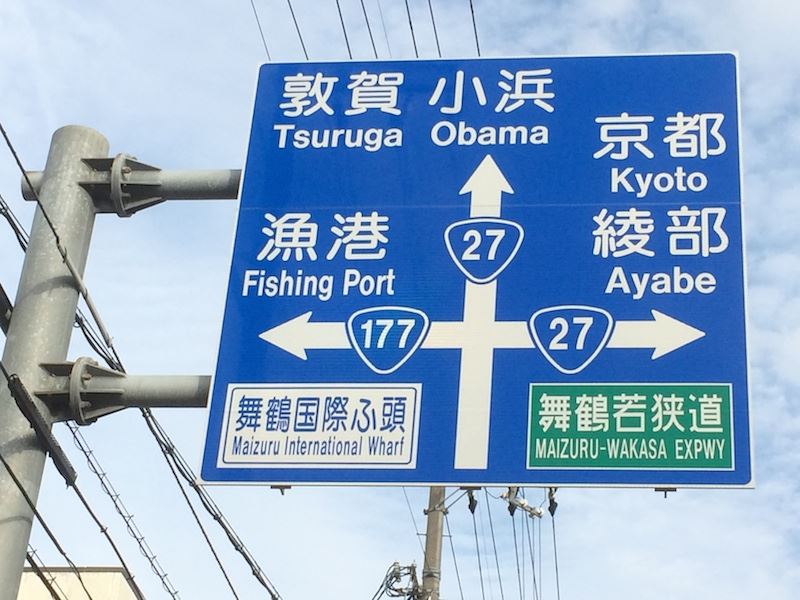 敦賀 小浜
Tsuruga Obama
京都
Kyoto
漁港
Fishing Port
綾部
Ayabe
27
177
27
舞鶴国際ふ頭
Maizuru International Wharf
舞鶴若狭道
MAIZURU-WAKASA EXPWY